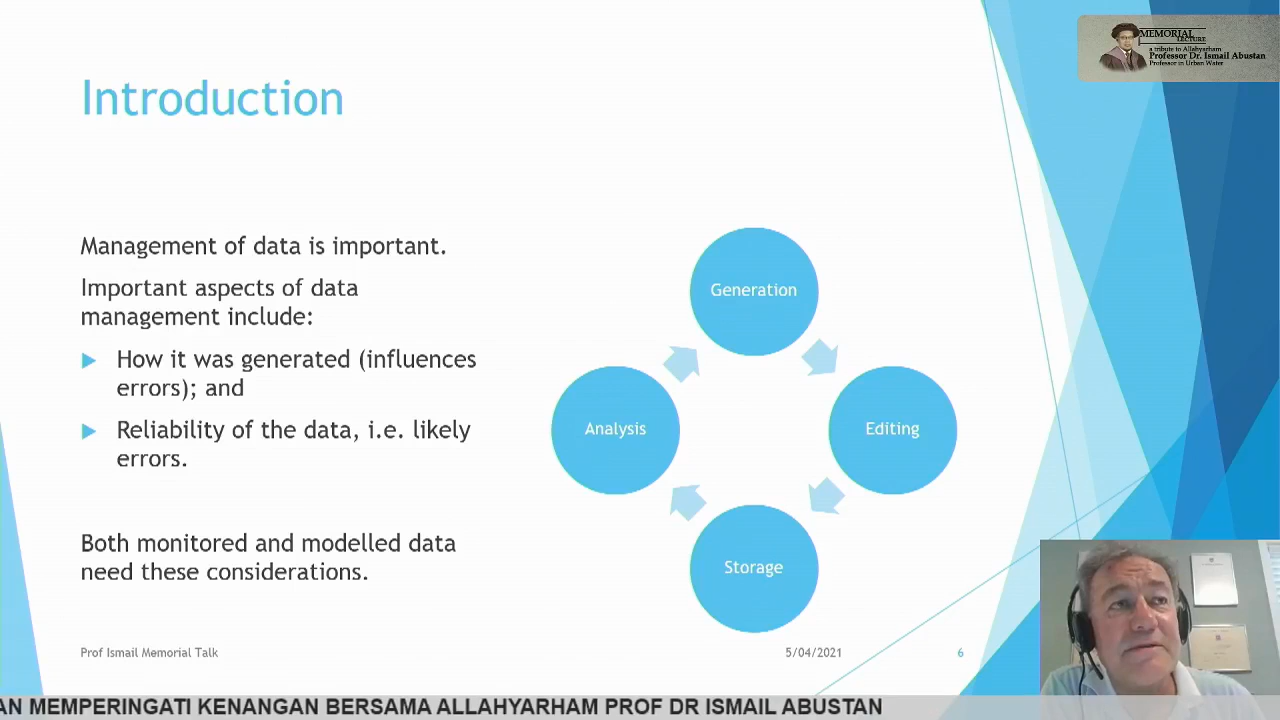 MEMORIAL
LECTURE
a tribute to Allahyarham
Professor Dr. Ismail Abustan
Professor in Urban Water
Introduction
Management of data is important.
Important aspects of data
management include:
How it was generated (influences
errors); and
Reliability of the data, i.e. likely
errors.
Both monitored and modelled data
need these considerations.
Generation
Analysis
Editing
Storage
Prof Ismail Memorial Talk
5/04/2021
6
AN MEMPERINGATI KENANGAN BERSAMA ALLAHYARHAM PROF DR ISMAIL ABUSTAN